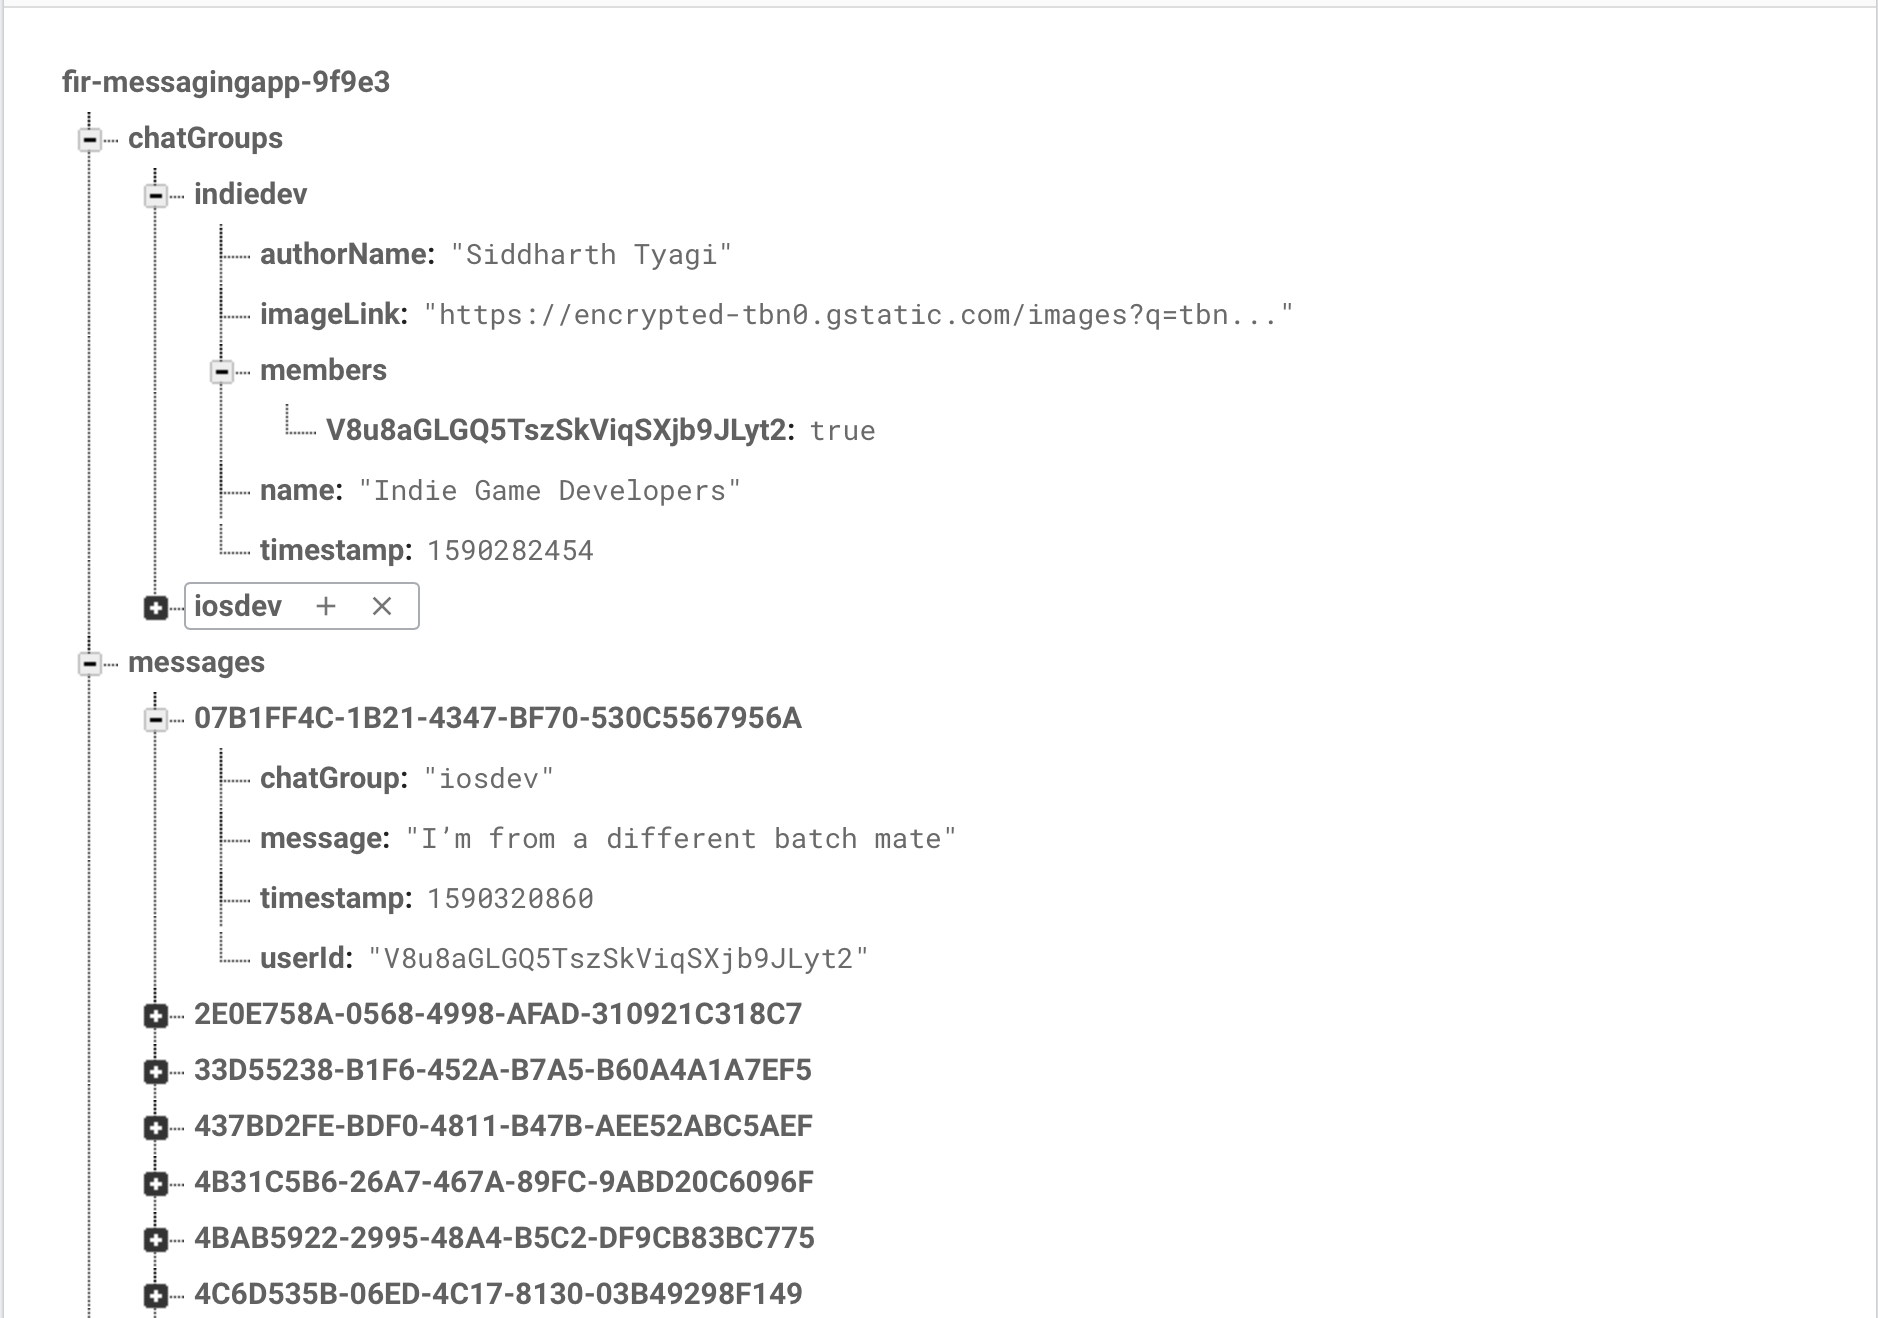 fir-messagingapp-9f9e3
chatGroups
indiedev
authorName: "Siddharth Tyagi"
imageLink: "https://encrypted-tbn0.gstatic.com/images?q=tbn..."
members
V8u8aGLGQ5TszSkViqSXjb9JLyt2: true
name: "Indie Game Developers"
timestamp: 1590282454
iosdev + ×
messages
07B1FF4C-1B21-4347-BF70-530C5567956A
chatGroup: "iosdev"
message: "I’m from a different batch mate"
timestamp: 1590320860
userId: "V8u8aGLGQ5TszSkViqSXjb9JLyt2"
2E0E758A-0568-4998-AFAD-310921C318C7
33D55238-B1F6-452A-B7A5-B60A4A1A7EF5
437BD2FE-BDF0-4811-B47B-AEE52ABC5AEF
4B31C5B6-26A7-467A-89FC-9ABD20C6096F
4BAB5922-2995-48A4-B5C2-DF9CB83BC775
4C6D535B-06ED-4C17-8130-03B49298F149